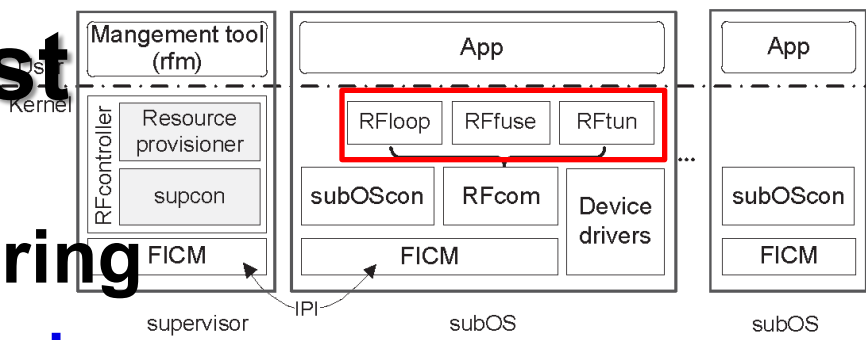 Mangement tool
(rfm)
App
App
st
User
Kernel
RFcontroller
Resource
provisioner
supcon
RFloop
RFfuse
RFtun
...
subOScon
RFcom
Device
drivers
subOScon
ring
FICM
FICM
FICM
IPI
supervisor
subOS
subOS